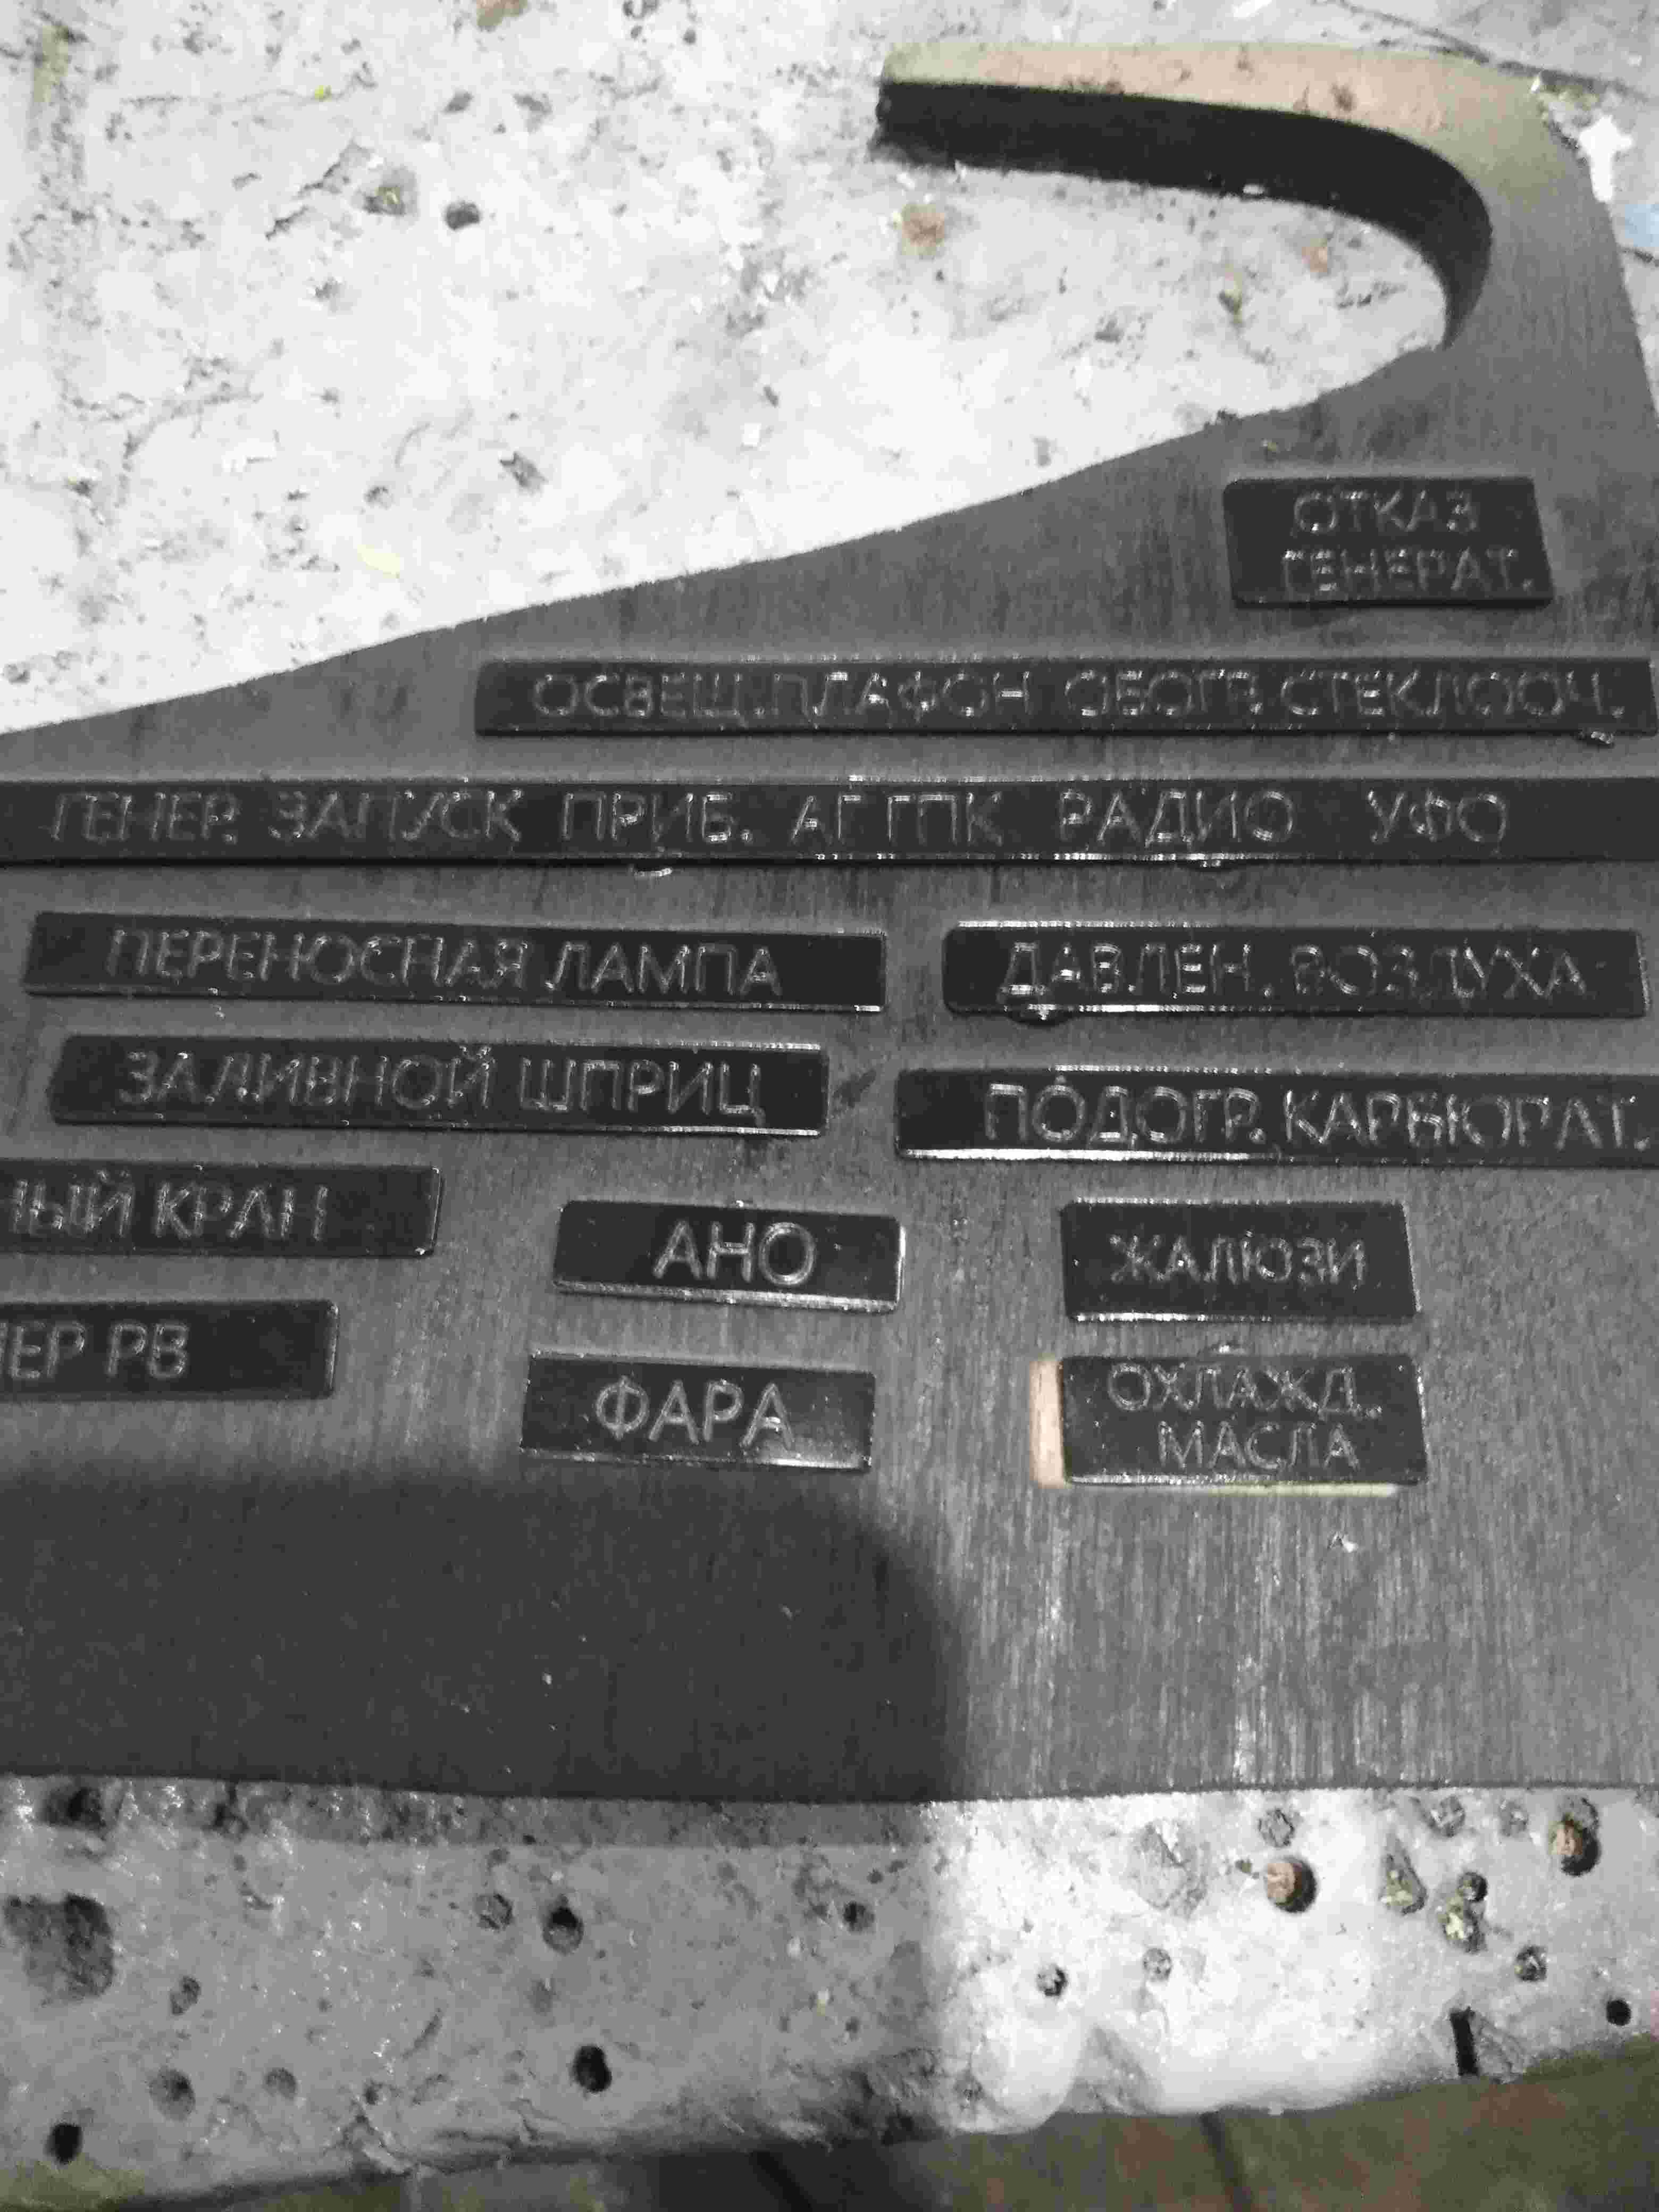 ОТКАЗ
ГЕНЕРАТ.
ОСВЕЩ. ПЛАФОН ОБОГР. СТЕКЛООЧ.
ГЕНЕР. ЗАПУСК ПРИБ. АГ ГПК РАДИО УФО
ПЕРЕНОСНАЯ ЛАМПА
ДАВЛЕН. ВОЗДУХА
ЗАЛИВНОЙ ШПРИЦ
ПОДОГР. КАРБЮРАТ.
НЫЙ КРАН
АНО
ЖАЛЮЗИ
ЕР РВ
ФАРА
ОХЛАЖД.
МАСЛА